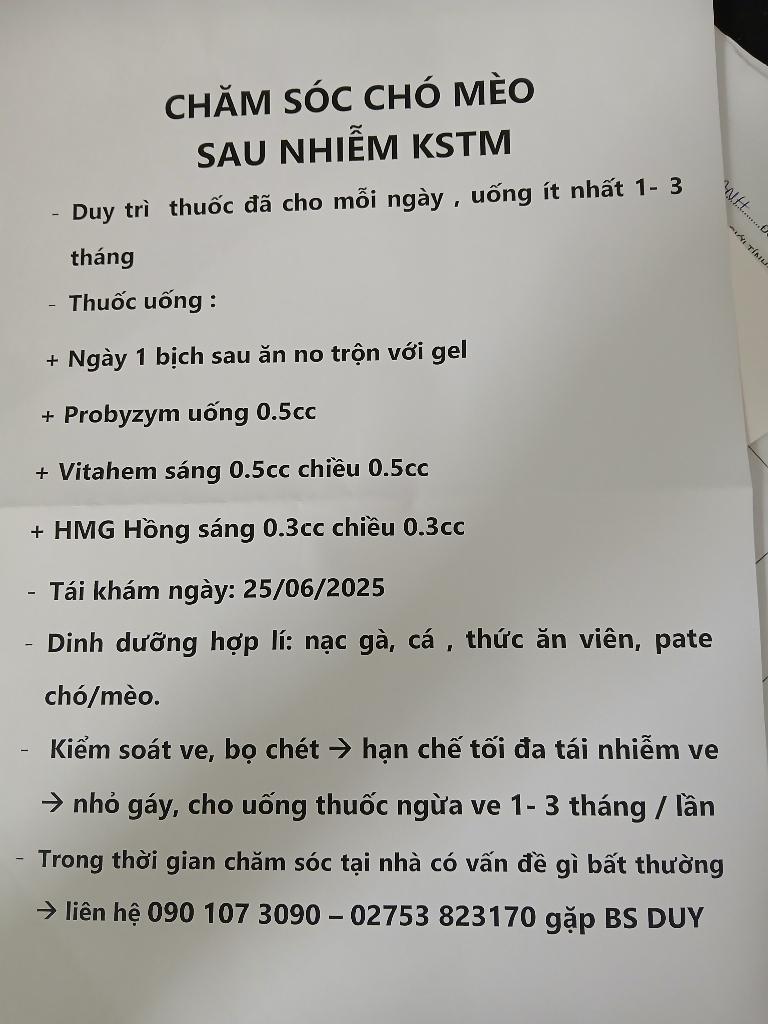 CHĂM SÓC CHÓ MÈO
SAU NHIỄM KSTM
- Duy trì thuốc đã cho mỗi ngày , uống ít nhất 1- 3
tháng
- Thuốc uống :
+ Ngày 1 bịch sau ăn no trộn với gel
+ Probyzym uống 0.5cc
+ Vitahem sáng 0.5cc chiều 0.5cc
+ HMG Hồng sáng 0.3cc chiều 0.3cc
- Tái khám ngày: 25/06/2025
- Dinh dưỡng hợp lí: nạc gà, cá , thức ăn viên, pate
chó/mèo.
- Kiểm soát ve, bọ chét → hạn chế tối đa tái nhiễm ve
→ nhỏ gáy, cho uống thuốc ngừa ve 1- 3 tháng / lần
- Trong thời gian chăm sóc tại nhà có vấn đề gì bất thường
→ liên hệ 090 107 3090 – 02753 823170 gặp BS DUY